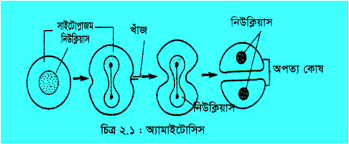 সাইটোপ্লাজম
নিউক্লিয়াস
খাঁজ
নিউক্লিয়াস
অপত্য কোষ
নিউক্লিয়াস
চিত্র ২.১ : অ্যামাইটোসিস